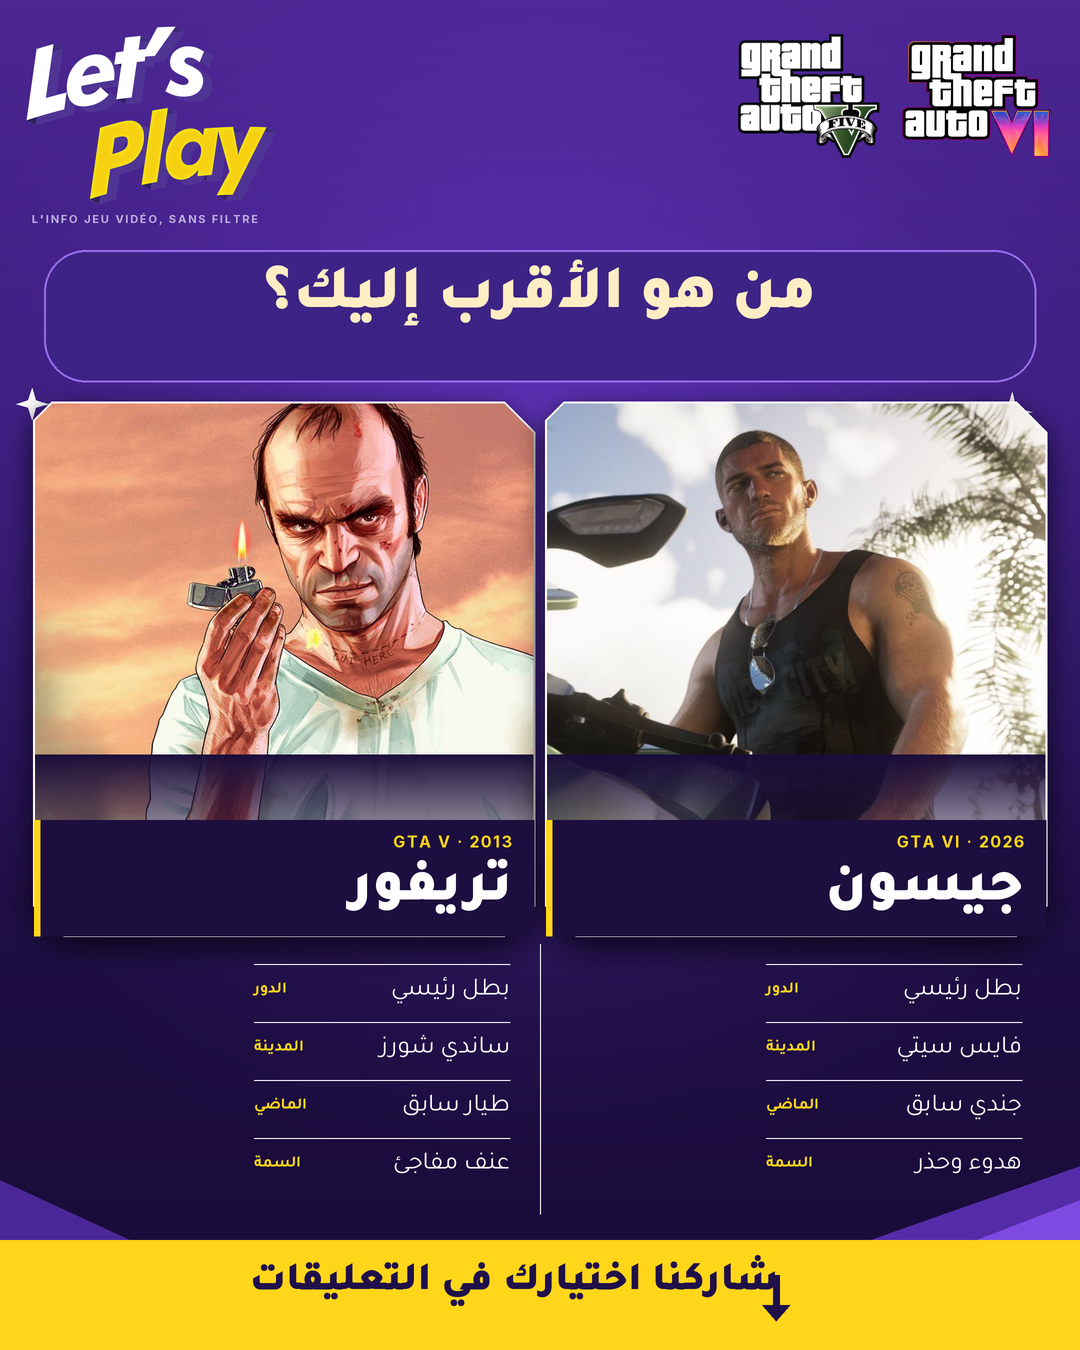 Let's
Play
L'INFO JEU VIDÉO, SANS FILTRE
grand
theft
auto
FIVE
grand
theft
auto VI
من هو الأقرب إليك؟
CUT HERE
GTA VI · 2026
جيسون
بطل رئيسي الدور
فايس سيتي المدينة
جندي سابق الماضي
هدوء وحذر السمة
GTA V · 2013
تريفور
بطل رئيسي الدور
ساندي شورز المدينة
طيار سابق الماضي
عنف مفاجئ السمة
شاركنا اختيارك في التعليقات